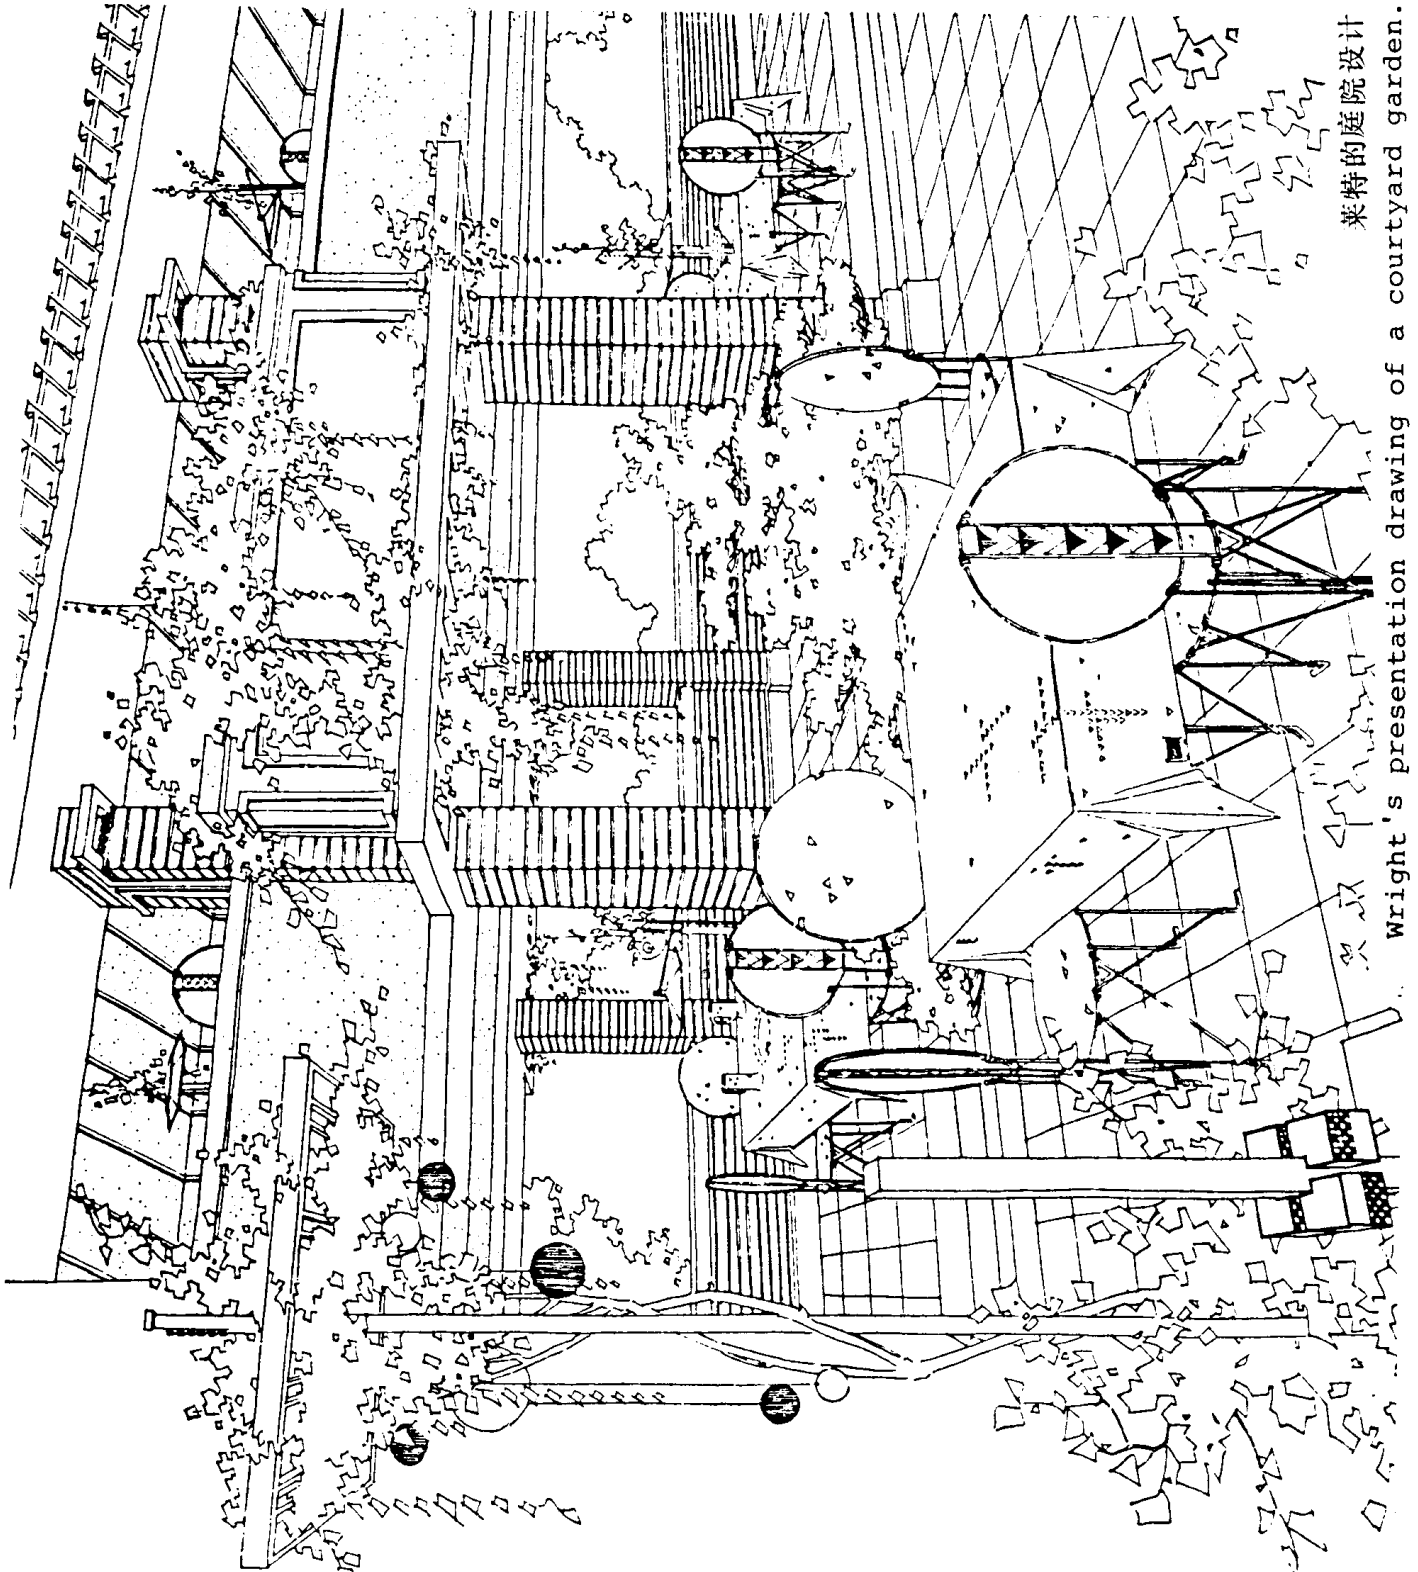 莱特的庭院设计
Wright's presentation drawing of a courtyard garden.